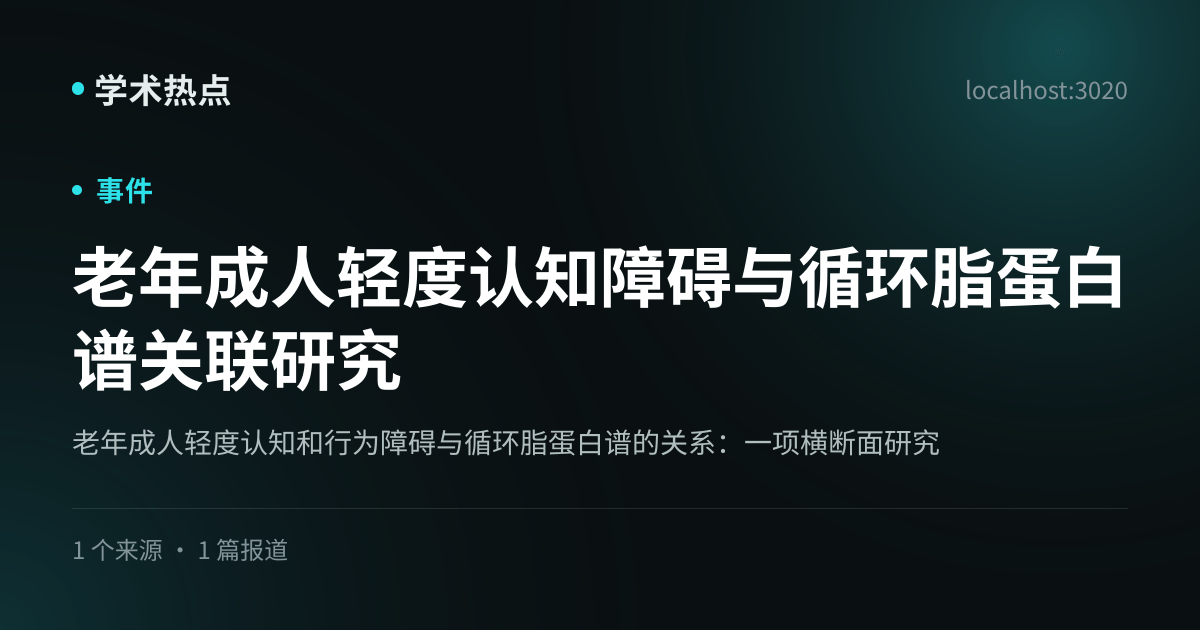 学术热点
localhost:3020
事件
老年成人轻度认知障碍与循环脂蛋白
谱关联研究
老年成人轻度认知和行为障碍与循环脂蛋白谱的关系：一项横断面研究
1 个来源 · 1 篇报道